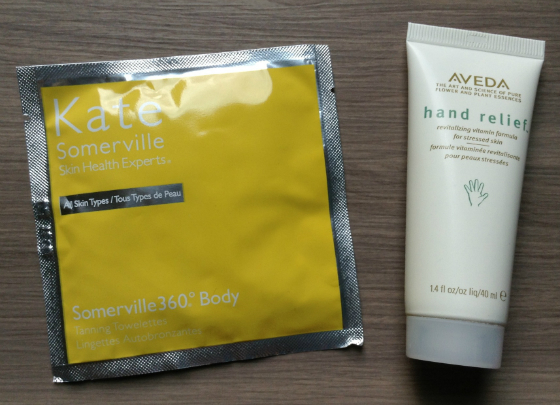 Kate
Somerville
Skin Health Experts™
All Skin Types / Tous Types de Peau
Somerville360.° Body
Tanning Towelettes
Lingettes Autobronzantes
AVEDA
THE ART AND SCIENCE OF PURE
FLOWER AND PLANT ESSENCES
hand relief™
revitalizing vitamin formula
for stressed skin
formule vitaminée revitalisante
pour peaux stressées
1.4 fl oz/oz liq/40 ml ℮